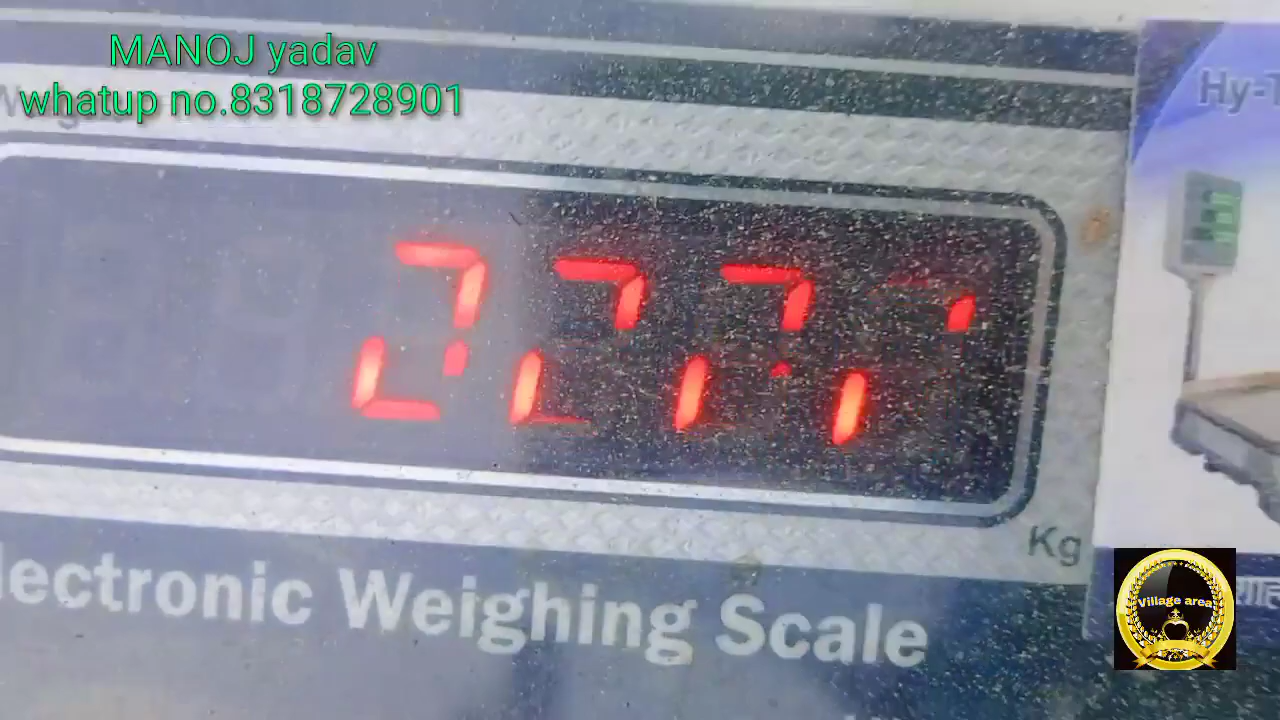 MANOJ yadav
whatup no.8318728901
Hy-T
Kg
lectronic Weighing Scale
Village area